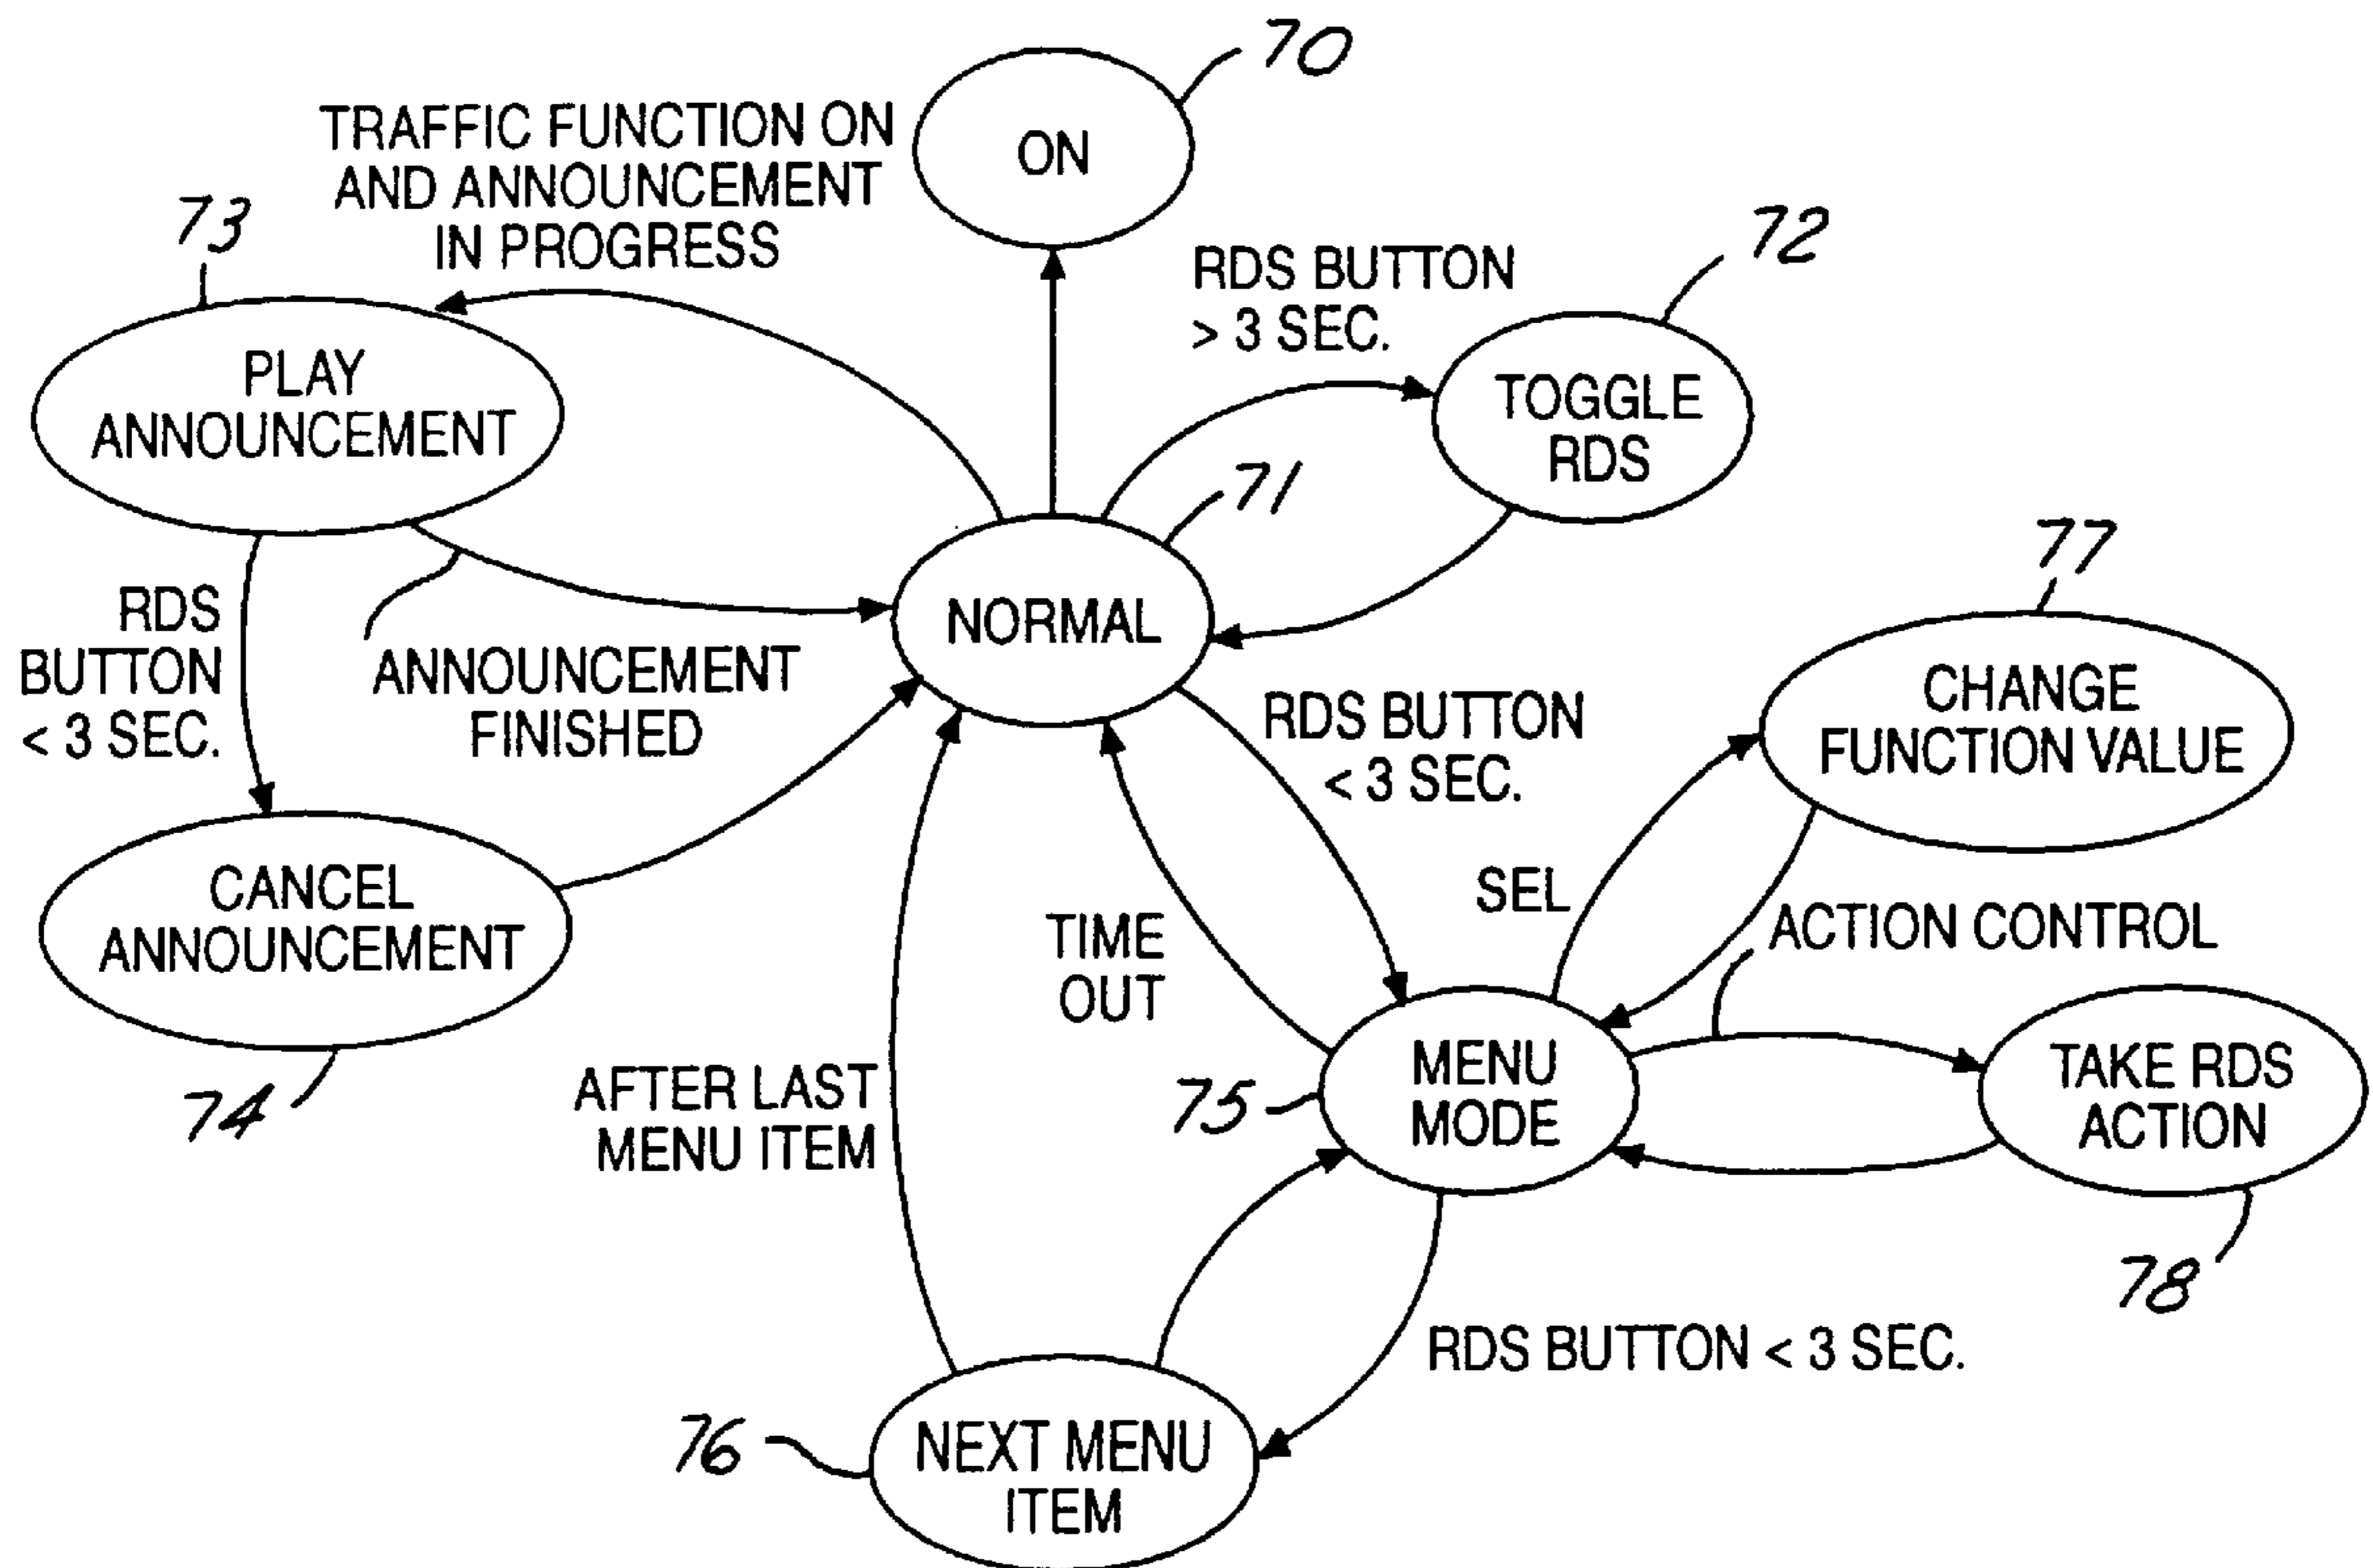 70
ON
TRAFFIC FUNCTION ON
AND ANNOUNCEMENT
IN PROGRESS
73
PLAY
ANNOUNCEMENT
RDS BUTTON
> 3 SEC.
72
TOGGLE
RDS
71
NORMAL
RDS
BUTTON
< 3 SEC.
ANNOUNCEMENT
FINISHED
RDS BUTTON
< 3 SEC.
77
CHANGE
FUNCTION VALUE
CANCEL
ANNOUNCEMENT
74
TIME
OUT
SEL
ACTION CONTROL
AFTER LAST
MENU ITEM
75
MENU
MODE
TAKE RDS
ACTION
78
RDS BUTTON < 3 SEC.
76
NEXT MENU
ITEM